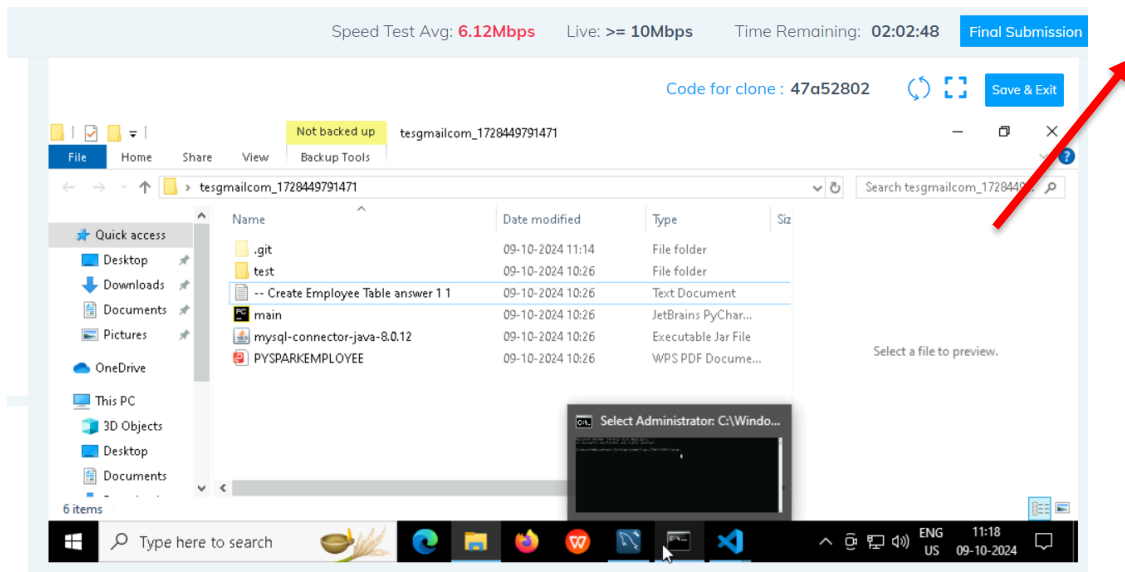 Speed Test Avg: 6.12Mbps Live: >= 10Mbps Time Remaining: 02:02:48 Final Submission
Code for clone : 47a52802 Save & Exit
Not backed up tesgmailcom_1728449791471
File Home Share View Backup Tools
tesgmailcom_1728449791471 Search tesgmailcom_1728449...
Name Date modified Type Siz
Quick access
.git 09-10-2024 11:14 File folder
Desktop
test 09-10-2024 10:26 File folder
Downloads
-- Create Employee Table answer 1 1 09-10-2024 10:26 Text Document
Documents
main 09-10-2024 10:26 JetBrains PyChar...
Pictures
mysql-connector-java-8.0.12 09-10-2024 10:26 Executable Jar File
PYSPARKEMPLOYEE 09-10-2024 10:26 WPS PDF Docume...
Select a file to preview.
OneDrive
This PC
3D Objects
Desktop
Documents
Select Administrator: C:\Windo...
6 items
Type here to search
ENG 11:18
US 09-10-2024